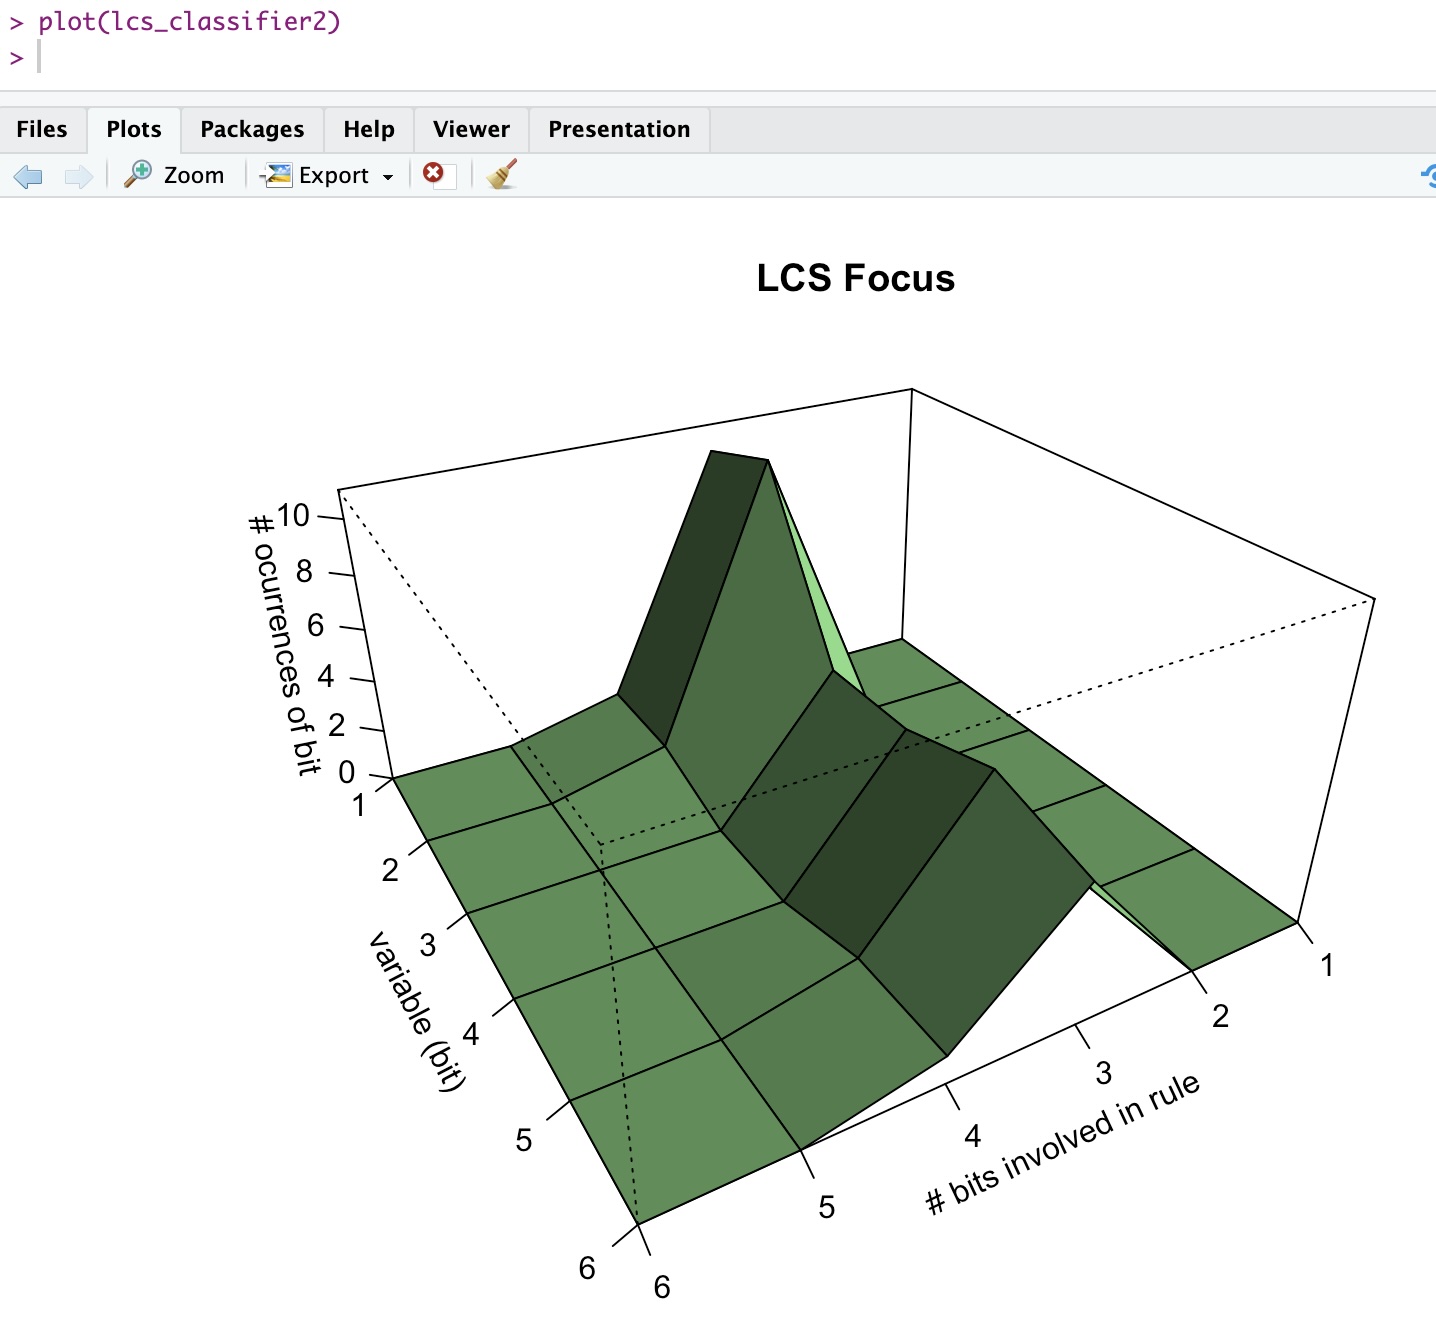 > plot(lcs_classifier2)
>
Files Plots Packages Help Viewer Presentation
Zoom Export
LCS Focus
# ocurrences of bit
10
8
6
4
2
0
variable (bit)
1
2
3
4
5
6
# bits involved in rule
6
5
4
3
2
1